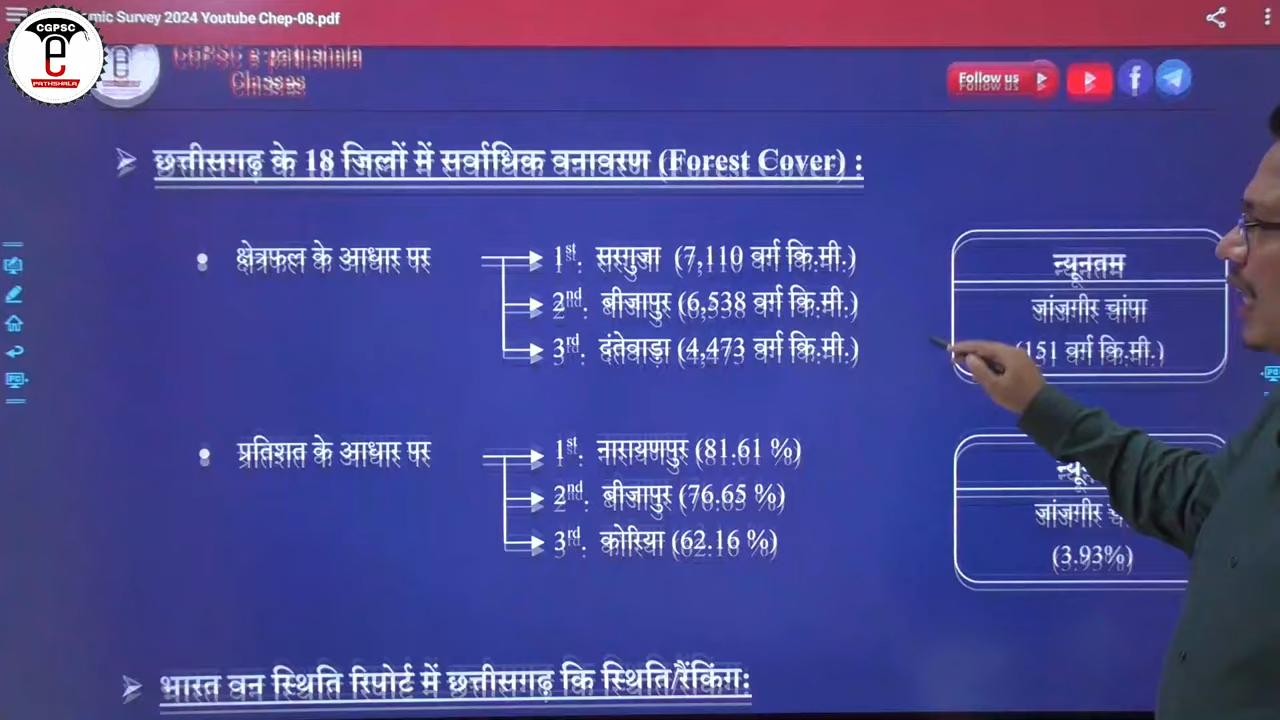 mic Survey 2024 Youtube Chep-08.pdf
CGPSC
e
PATHSHALA
CGPSC e-pathshala
Classes
Follow us
छत्तीसगढ़ के 18 जिलों में सर्वाधिक वनावरण (Forest Cover) :
क्षेत्रफल के आधार पर
1st. सरगुजा (7,110 वर्ग कि.मी.)
2nd. बीजापुर (6,538 वर्ग कि.मी.)
3rd. दंतेवाड़ा (4,473 वर्ग कि.मी.)
न्यूनतम
जांजगीर चांपा
(151 वर्ग कि.मी.)
प्रतिशत के आधार पर
1st. नारायणपुर (81.61 %)
2nd. बीजापुर (76.65 %)
3rd. कोरिया (62.16 %)
जांजगीर
(3.93%)
भारत वन स्थिति रिपोर्ट में छत्तीसगढ़ कि स्थिति/रैंकिंग: